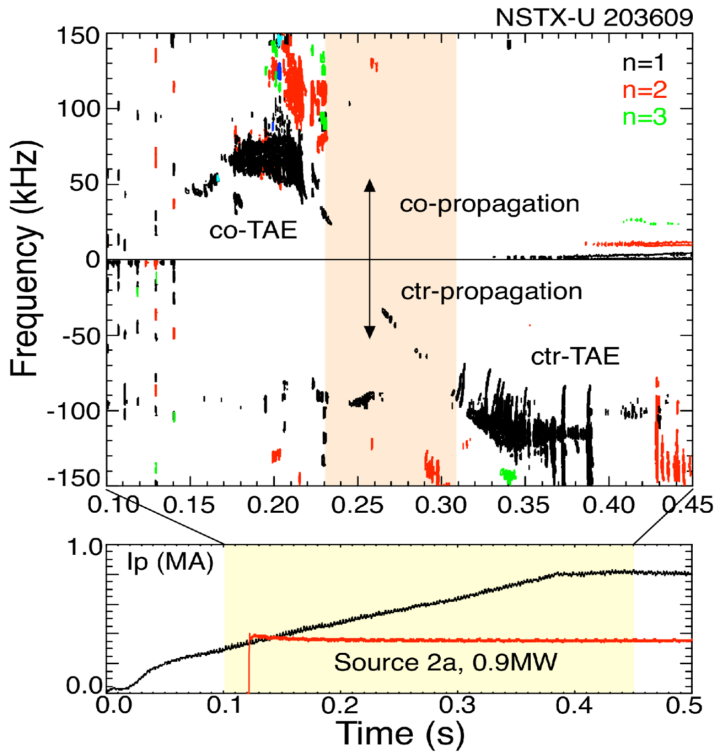 NSTX-U 203609
150
n=1
n=2
100
n=3
50
co-propagation
co-TAE
0
ctr-propagation
-50
ctr-TAE
-100
-150
0.10 0.15 0.20 0.25 0.30 0.35 0.40 0.45
Frequency (kHz)
1.0
Ip (MA)
Source 2a, 0.9MW
0.0
0.0 0.1 0.2 0.3 0.4 0.5
Time (s)